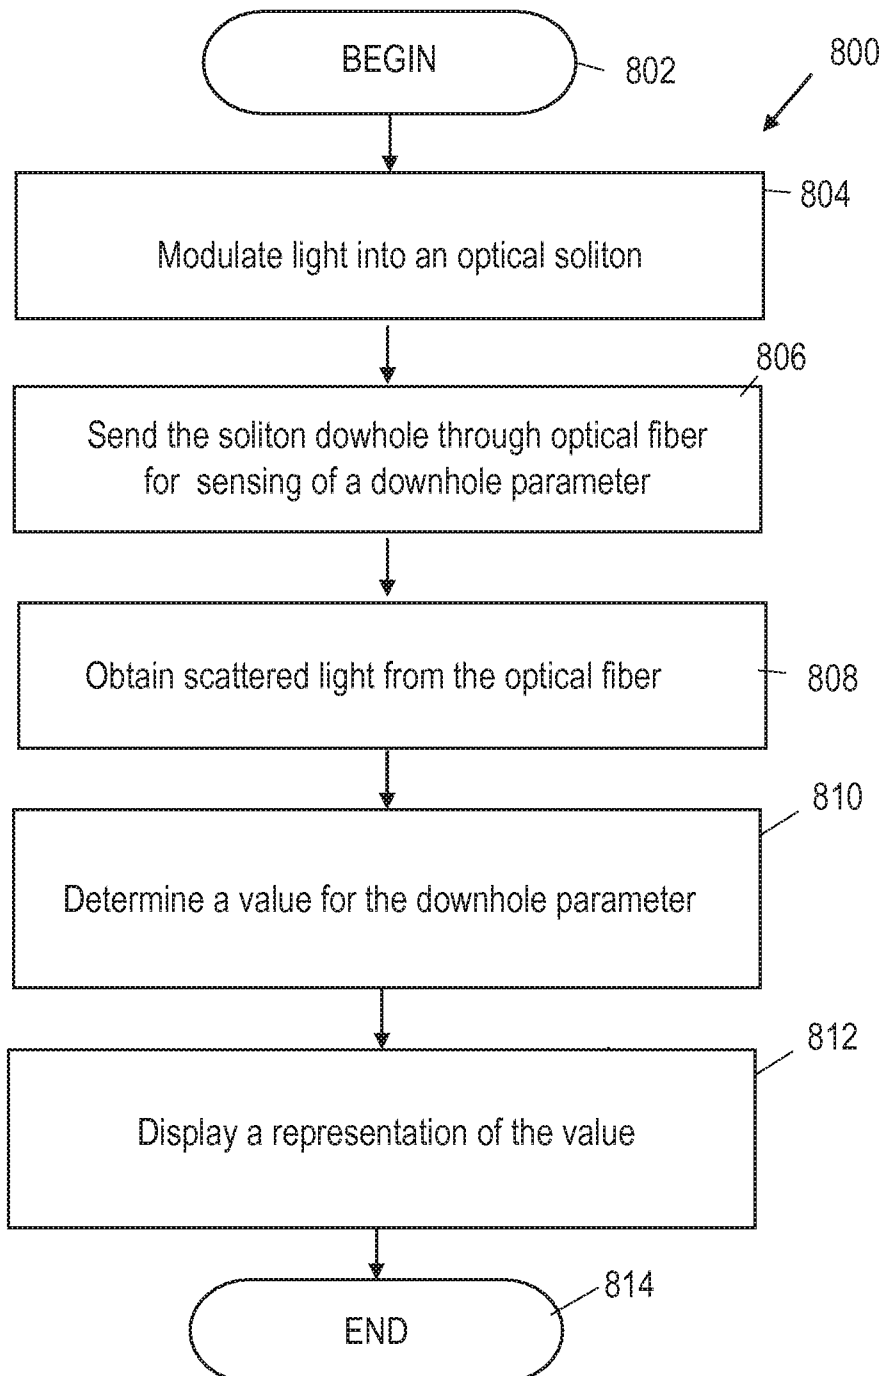 BEGIN
802
800
804
Modulate light into an optical soliton
806
Send the soliton dowhole through optical fiber
for sensing of a downhole parameter
Obtain scattered light from the optical fiber
808
810
Determine a value for the downhole parameter
812
Display a representation of the value
814
END